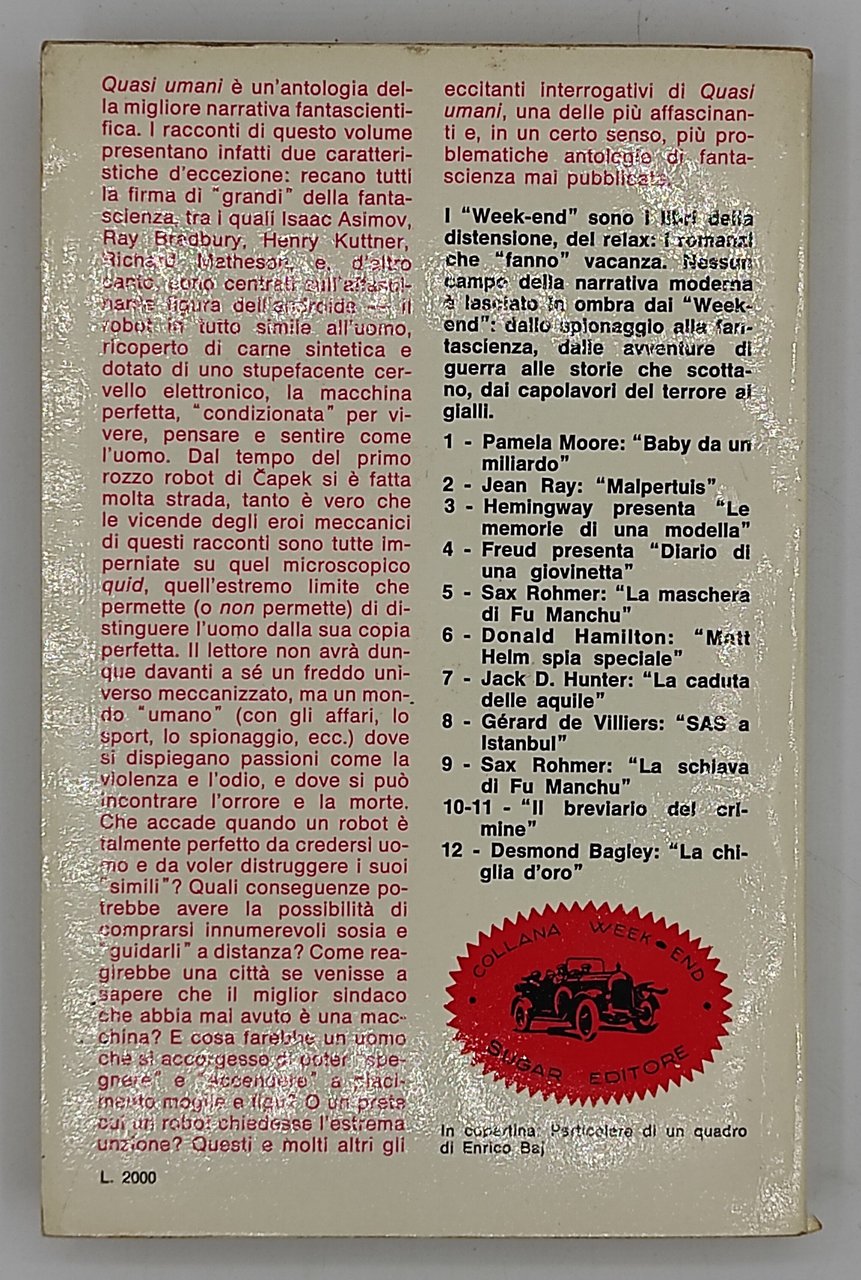 Quasi umani è un'antologia del-
la migliore narrativa fantascienti-
fica. I racconti di questo volume
presentano infatti due caratteri-
stiche d'eccezione: recano tutti
la firma di "grandi" della fanta-
scienza, tra i quali Isaac Asimov,
Ray Bradbury, Henry Kuttner,
Richard Matheson, e, d'altro
canto, sono centrati sull'affasci-
nante figura dell'androide — il
robot in tutto simile all'uomo,
ricoperto di carne sintetica e
dotato di uno stupefacente cer-
vello elettronico, la macchina
perfetta, "condizionata" per vi-
vere, pensare e sentire come
l'uomo. Dal tempo del primo
rozzo robot di Čapek si è fatta
molta strada, tanto è vero che
le vicende degli eroi meccanici
di questi racconti sono tutte im-
perniate su quel microscopico
quid, quell'estremo limite che
permette (o non permette) di di-
stinguere l'uomo dalla sua copia
perfetta. Il lettore non avrà dun-
que davanti a sé un freddo uni-
verso meccanizzato, ma un mon-
do "umano" (con gli affari, lo
sport, lo spionaggio, ecc.) dove
si dispiegano passioni come la
violenza e l'odio, e dove si può
incontrare l'orrore e la morte.
Che accade quando un robot è
talmente perfetto da credersi uo-
mo e da voler distruggere i suoi
"simili"? Quali conseguenze po-
trebbe avere la possibilità di
comprarsi innumerevoli sosia e
"guidarli" a distanza? Come rea-
girebbe una città se venisse a
sapere che il miglior sindaco
che abbia mai avuto è una mac-
china? E cosa farebbe un uomo
che si accorgesse di poter "spe-
gnere" e "accendere" a piaci-
mento moglie e figli? O un prete
cui un robot chiedesse l'estrema
unzione? Questi e molti altri gli
L. 2000
eccitanti interrogativi di Quasi
umani, una delle più affascinan-
ti e, in un certo senso, più pro-
blematiche antologie di fanta-
scienza mai pubblicate.
I "Week-end" sono i libri della
distensione, del relax: i romanzi
che "fanno" vacanza. Nessun
campo della narrativa moderna
è lasciato in ombra dai "Week-
end": dallo spionaggio alla fan-
tascienza, dalle avventure di
guerra alle storie che scotta-
no, dai capolavori del terrore ai
gialli.
1 - Pamela Moore: "Baby da un
miliardo"
2 - Jean Ray: "Malpertuis"
3 - Hemingway presenta "Le
memorie di una modella"
4 - Freud presenta "Diario di
una giovinetta"
5 - Sax Rohmer: "La maschera
di Fu Manchu"
6 - Donald Hamilton: "Matt
Helm spia speciale"
7 - Jack D. Hunter: "La caduta
delle aquile"
8 - Gérard de Villiers: "SAS a
Istanbul"
9 - Sax Rohmer: "La schiava
di Fu Manchu"
10-11 - "Il breviario del cri-
mine"
12 - Desmond Bagley: "La chi-
glia d'oro"
COLLANA WEEK-END
SUGAR EDITORE
In copertina: Particolare di un quadro
di Enrico Baj